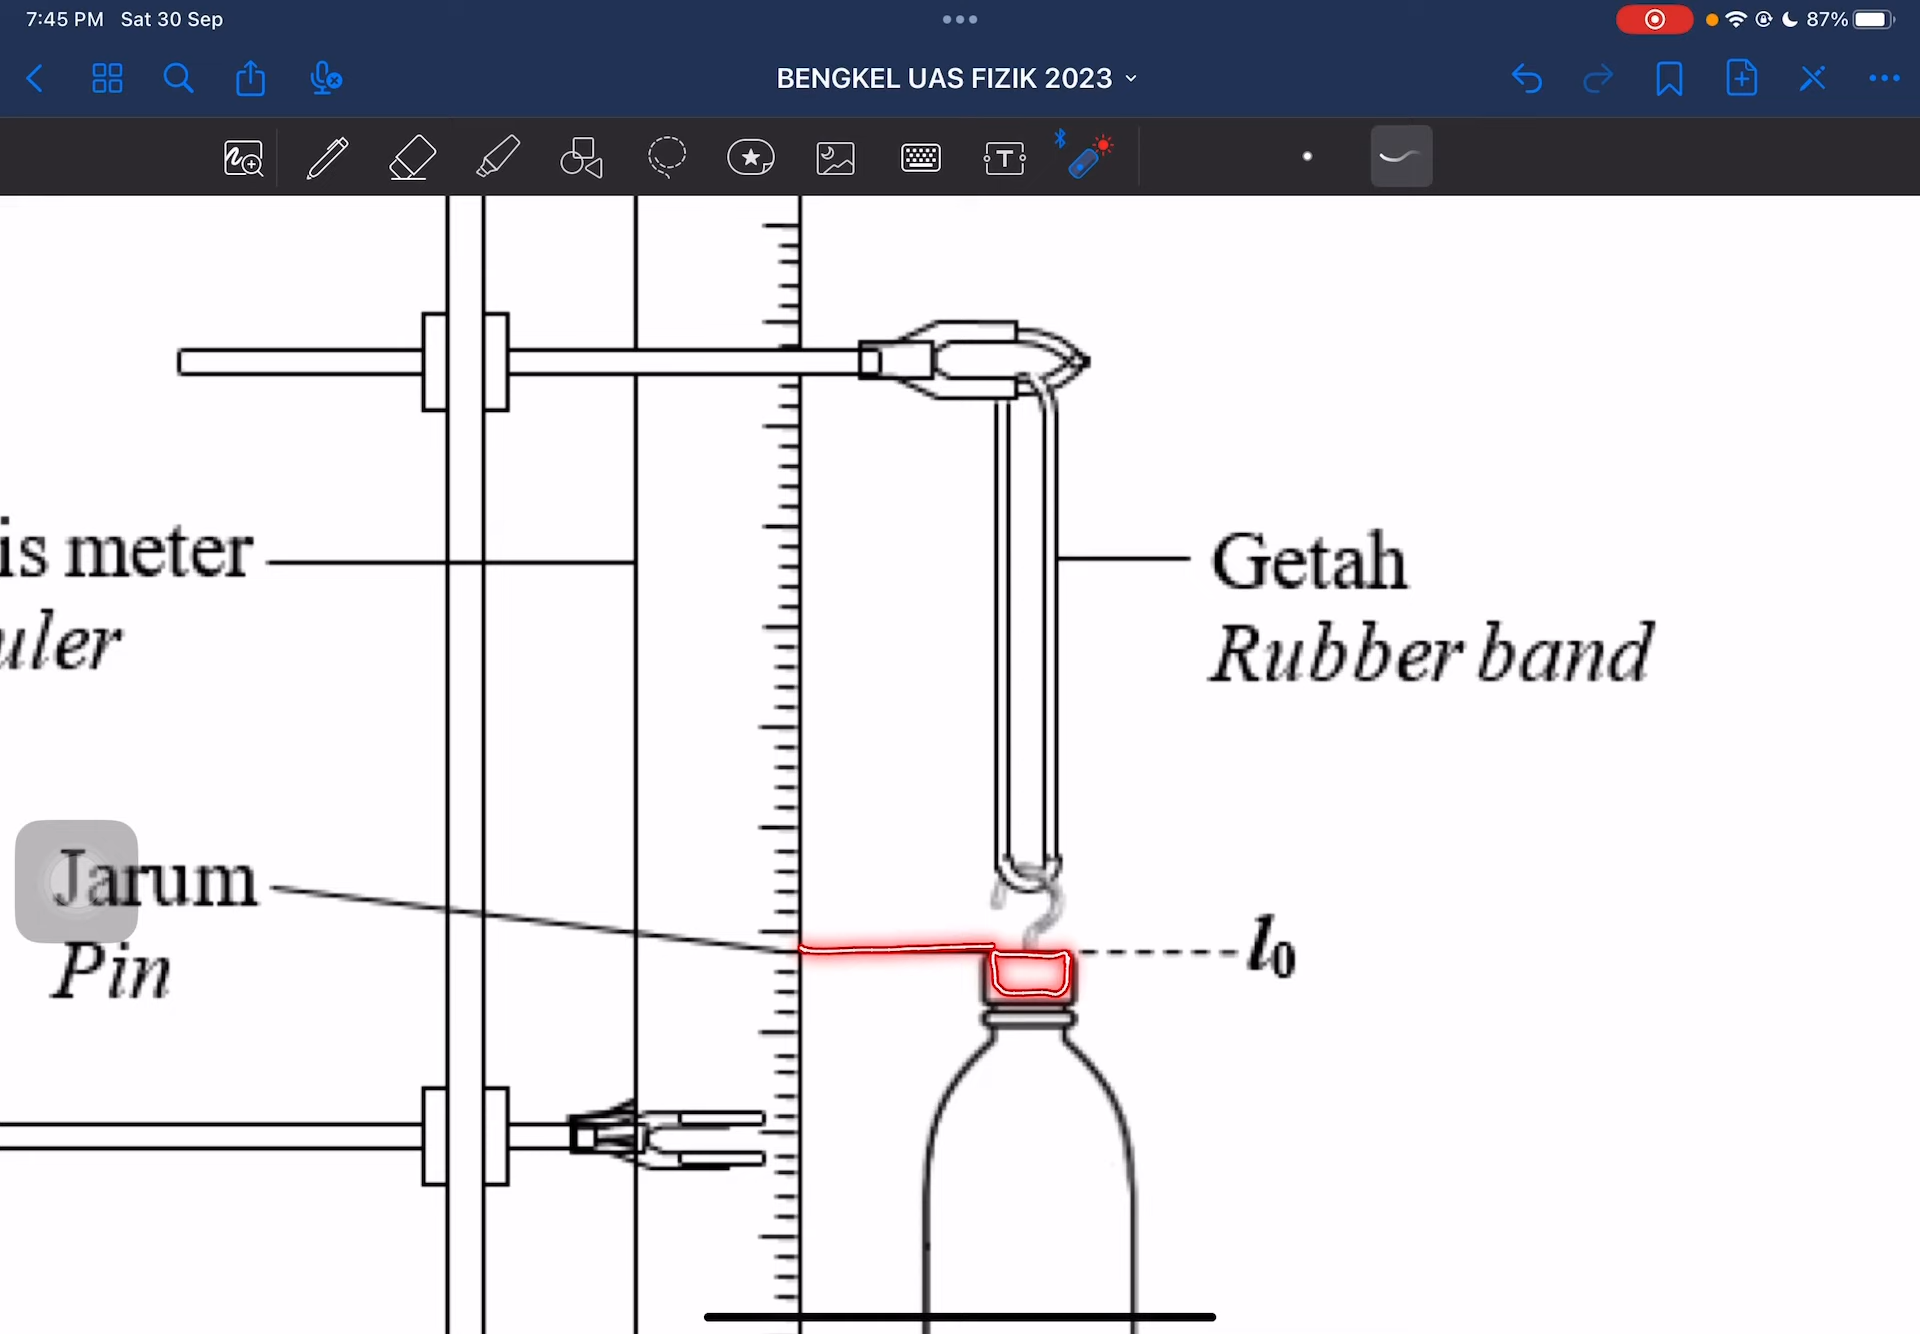 7:45 PM Sat 30 Sep
87%
BENGKEL UAS FIZIK 2023
is meter
uler
Getah
Rubber band
Jarum
Pin
l0